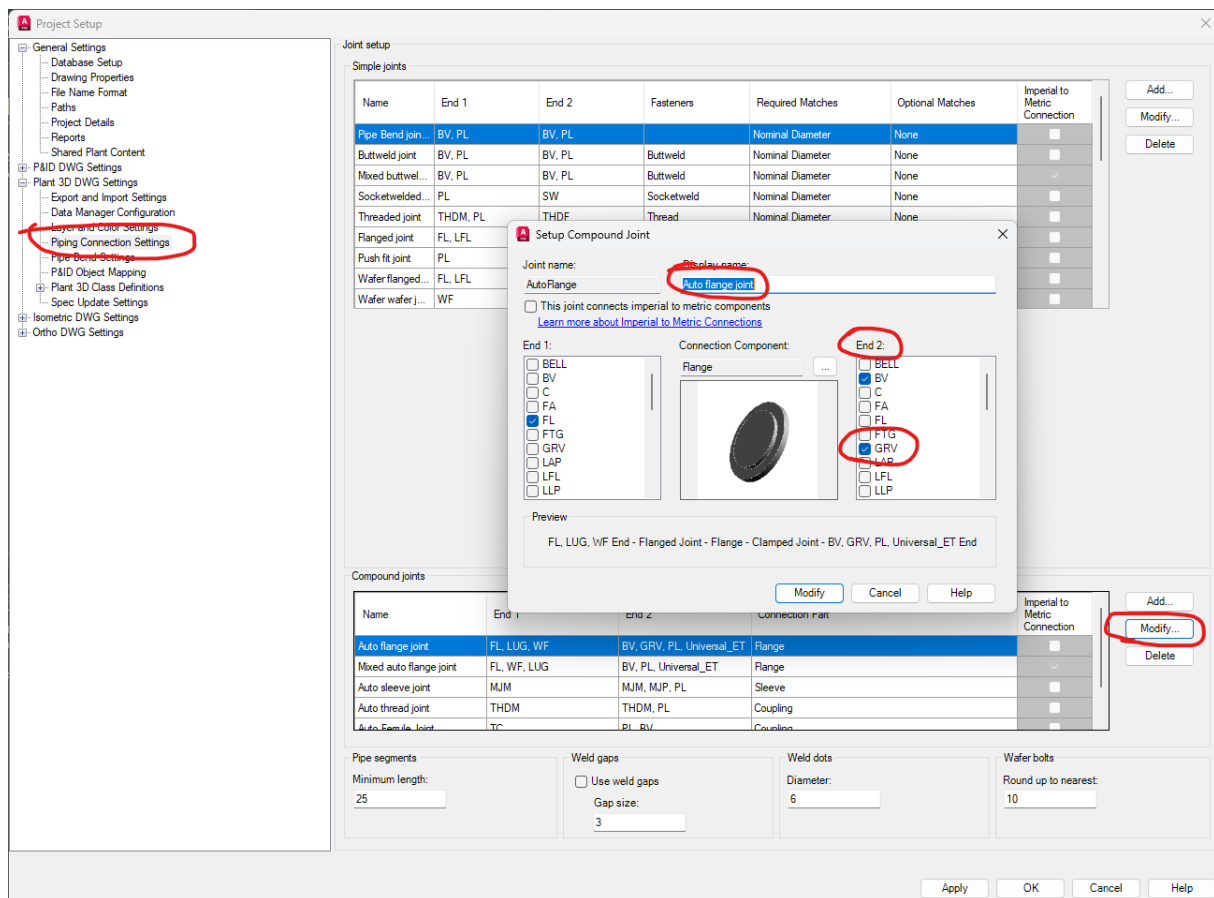 Project Setup
General Settings
Database Setup
Drawing Properties
File Name Format
Paths
Project Details
Reports
Shared Plant Content
P&ID DWG Settings
Plant 3D DWG Settings
Export and Import Settings
Data Manager Configuration
Layer and Color Settings
Piping Connection Settings
Pipe Bend Settings
P&ID Object Mapping
Plant 3D Class Definitions
Spec Update Settings
Isometric DWG Settings
Ortho DWG Settings
Joint setup
Simple joints
Name End 1 End 2 Fasteners Required Matches Optional Matches Imperial to Metric Connection
Pipe Bend join... BV, PL BV, PL Nominal Diameter None
Buttweld joint BV, PL BV, PL Buttweld Nominal Diameter None
Mixed buttwel... BV, PL BV, PL Buttweld Nominal Diameter None
Socketwelded... PL SW Socketweld Nominal Diameter None
Threaded joint THDM, PL THDF Thread Nominal Diameter None
Flanged joint FL, LFL
Push fit joint PL
Wafer flanged... FL, LFL
Wafer wafer j... WF
Add...
Modify...
Delete
Setup Compound Joint
Joint name: Display name:
AutoFlange Auto flange joint
This joint connects imperial to metric components
Learn more about Imperial to Metric Connections
End 1: Connection Component: End 2:
BELL
BV
C
FA
FL
FTG
GRV
LAP
LFL
LLP
Flange ...
BELL
BV
C
FA
FL
FTG
GRV
LAP
LFL
LLP
Preview
FL, LUG, WF End - Flanged Joint - Flange - Clamped Joint - BV, GRV, PL, Universal_ET End
Modify Cancel Help
Compound joints
Name End 1 End 2 Connection Part Imperial to Metric Connection
Auto flange joint FL, LUG, WF BV, GRV, PL, Universal_ET Flange
Mixed auto flange joint FL, WF, LUG BV, PL, Universal_ET Flange
Auto sleeve joint MJM MJM, MJP, PL Sleeve
Auto thread joint THDM THDM, PL Coupling
Auto Ferrule Joint TC PL, BV Coupling
Add...
Modify...
Delete
Pipe segments
Minimum length:
25
Weld gaps
Use weld gaps
Gap size:
3
Weld dots
Diameter:
6
Wafer bolts
Round up to nearest:
10
Apply OK Cancel Help